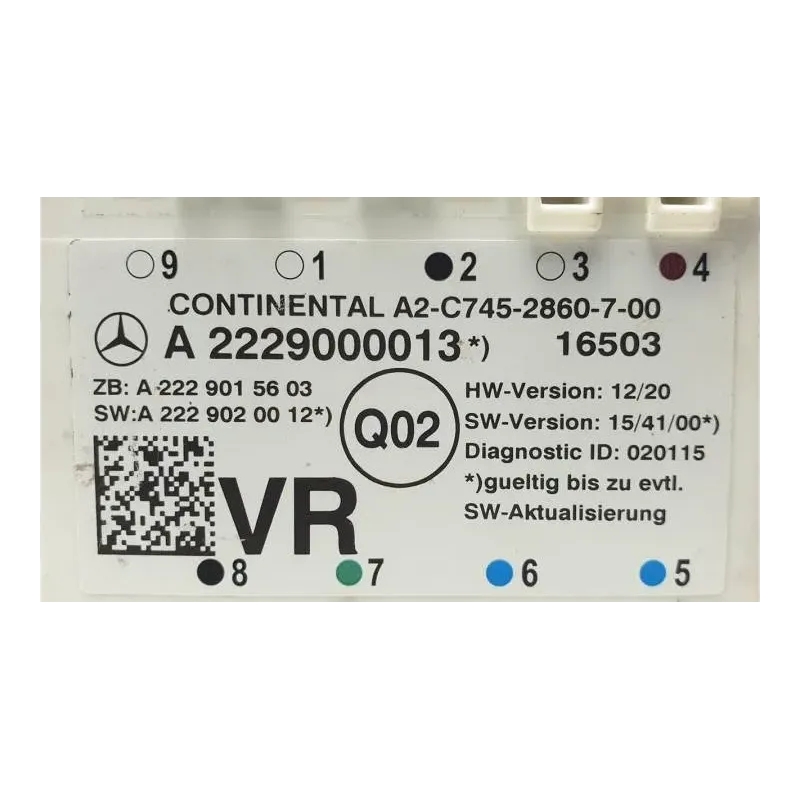 9 1 2 3 4
CONTINENTAL A2-C745-2860-7-00
A 2229000013*) 16503
ZB: A 222 901 56 03
SW:A 222 902 00 12*)
Q02
HW-Version: 12/20
SW-Version: 15/41/00*)
Diagnostic ID: 020115
*)gueltig bis zu evtl.
SW-Aktualisierung
VR
8 7 6 5